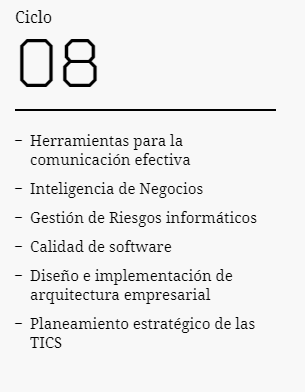 Ciclo
08
– Herramientas para la
comunicación efectiva
– Inteligencia de Negocios
– Gestión de Riesgos informáticos
– Calidad de software
– Diseño e implementación de
arquitectura empresarial
– Planeamiento estratégico de las
TICS